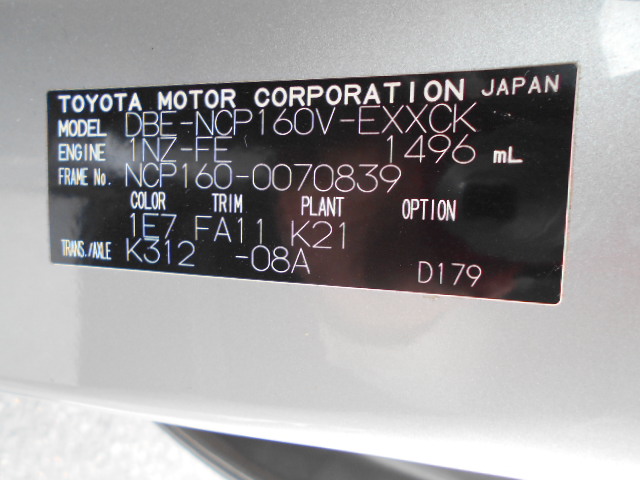 TOYOTA MOTOR CORPORATION JAPAN
MODEL DBE-NCP160V-EXXCK
ENGINE 1NZ-FE 1496 mL
FRAME No. NCP160-0070839
COLOR TRIM PLANT OPTION
1E7 FA11 K21
TRANS./AXLE K312 -08A D179